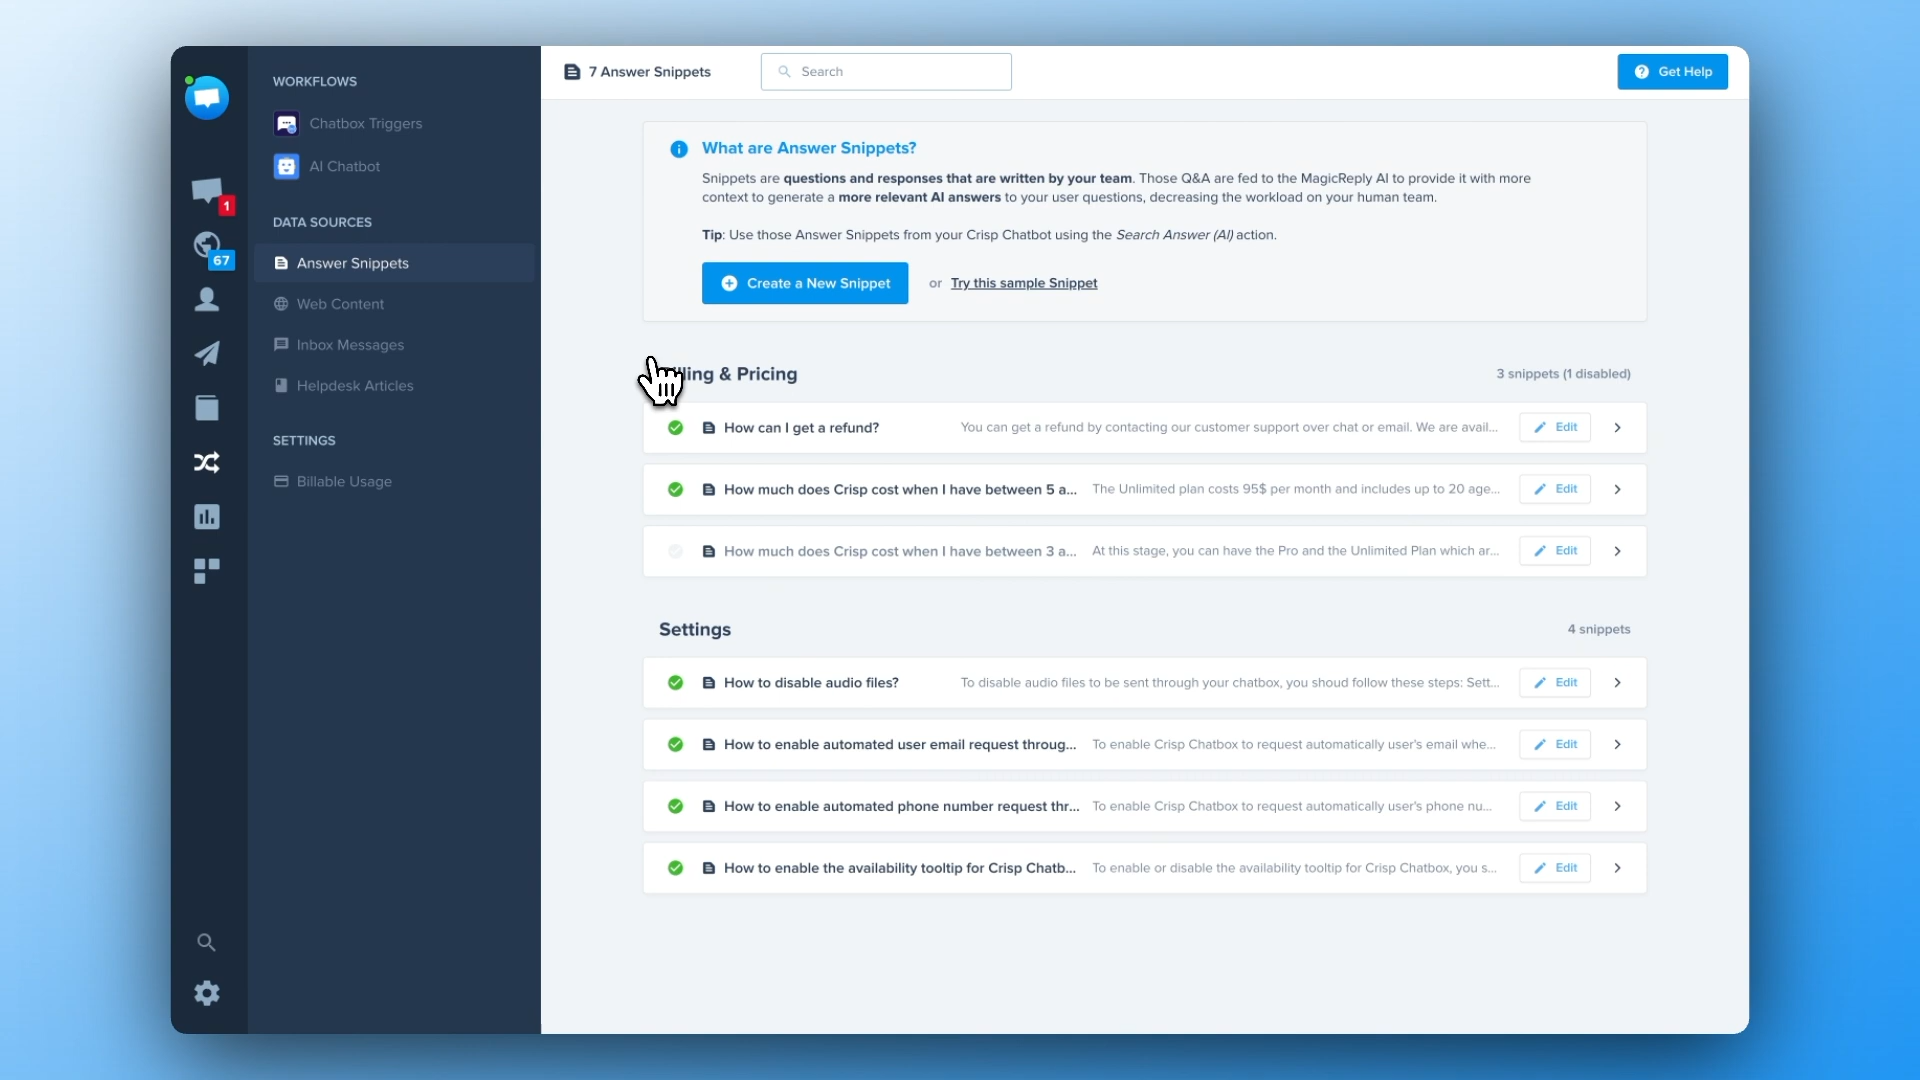 WORKFLOWS
Chatbox Triggers
AI Chatbot
1
67
DATA SOURCES
Answer Snippets
Web Content
Inbox Messages
Helpdesk Articles
SETTINGS
Billable Usage
7 Answer Snippets
Search
Get Help
What are Answer Snippets?
Snippets are questions and responses that are written by your team. Those Q&A are fed to the MagicReply AI to provide it with more
context to generate a more relevant AI answers to your user questions, decreasing the workload on your human team.
Tip: Use those Answer Snippets from your Crisp Chatbot using the Search Answer (AI) action.
Create a New Snippet or Try this sample Snippet
ling & Pricing 3 snippets (1 disabled)
How can I get a refund? You can get a refund by contacting our customer support over chat or email. We are avail... Edit
How much does Crisp cost when I have between 5 a... The Unlimited plan costs 95$ per month and includes up to 20 age... Edit
How much does Crisp cost when I have between 3 a... At this stage, you can have the Pro and the Unlimited Plan which ar... Edit
Settings 4 snippets
How to disable audio files? To disable audio files to be sent through your chatbox, you shoud follow these steps: Sett... Edit
How to enable automated user email request throug... To enable Crisp Chatbox to request automatically user's email whe... Edit
How to enable automated phone number request thr... To enable Crisp Chatbox to request automatically user's phone nu... Edit
How to enable the availability tooltip for Crisp Chatb... To enable or disable the availability tooltip for Crisp Chatbox, you s... Edit